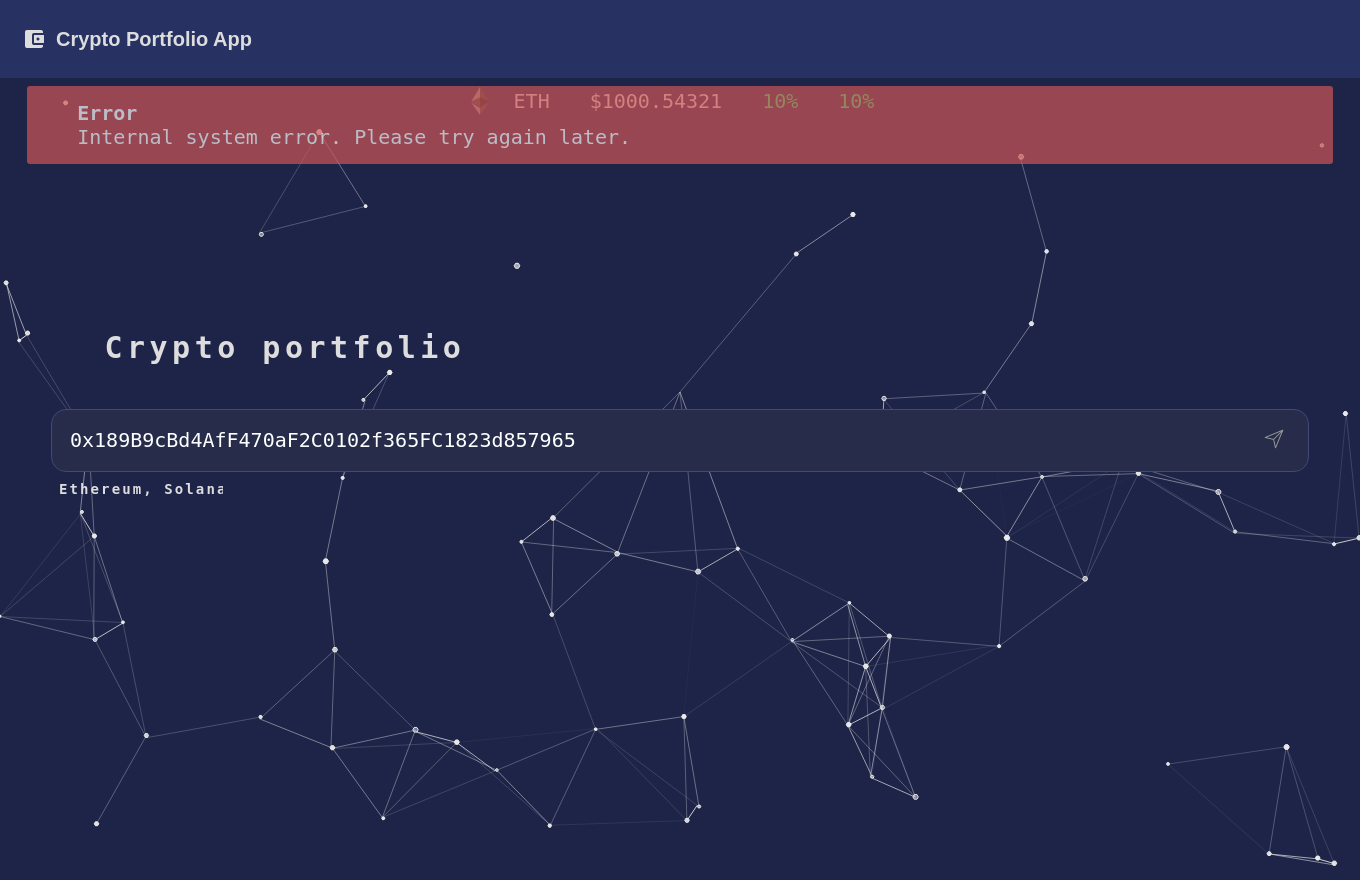 Crypto Portfolio App
ETH $1000.54321 10% 10%
Error
Internal system error. Please try again later.
Crypto portfolio
0x189B9cBd4AfF470aF2C0102f365FC1823d857965
Ethereum, Solana